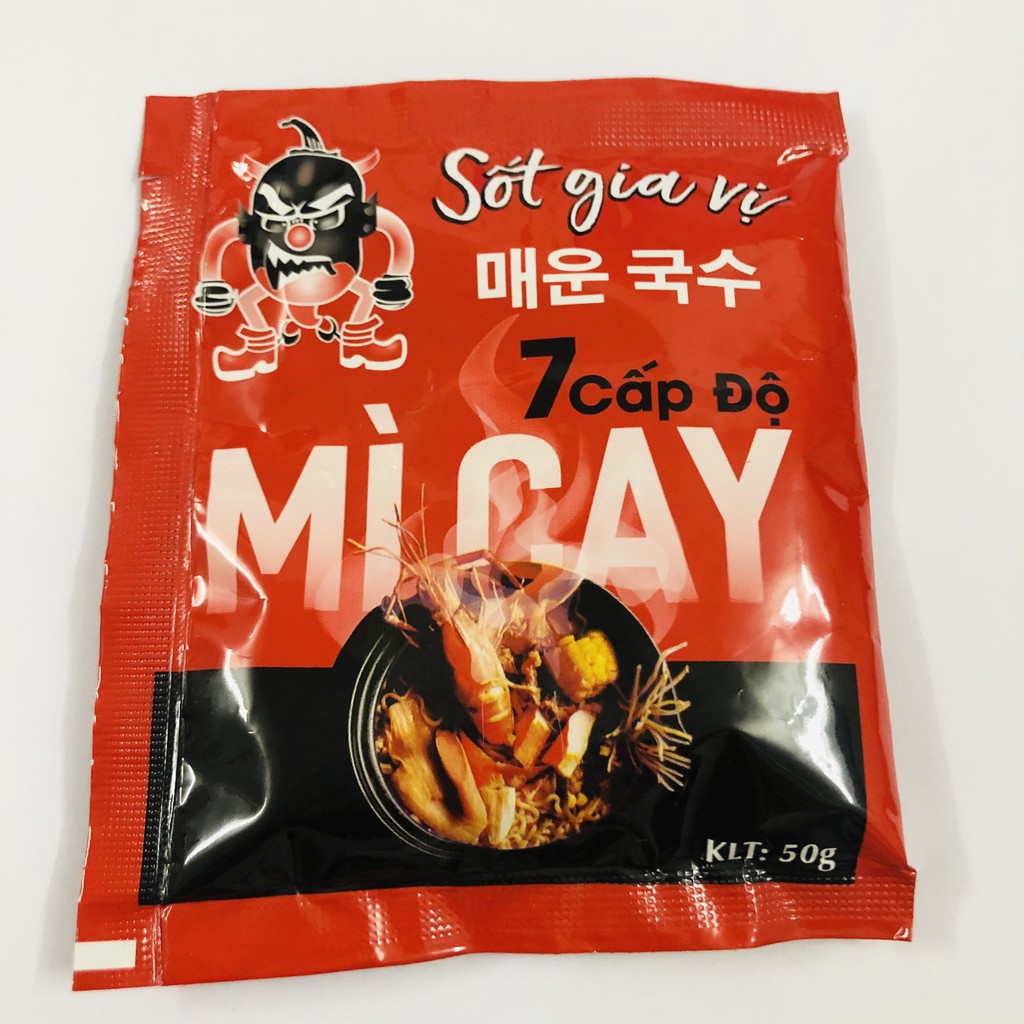 Sốt gia vị
매운 국수
7 cấp Độ
MÌ CAY
KLT: 50g